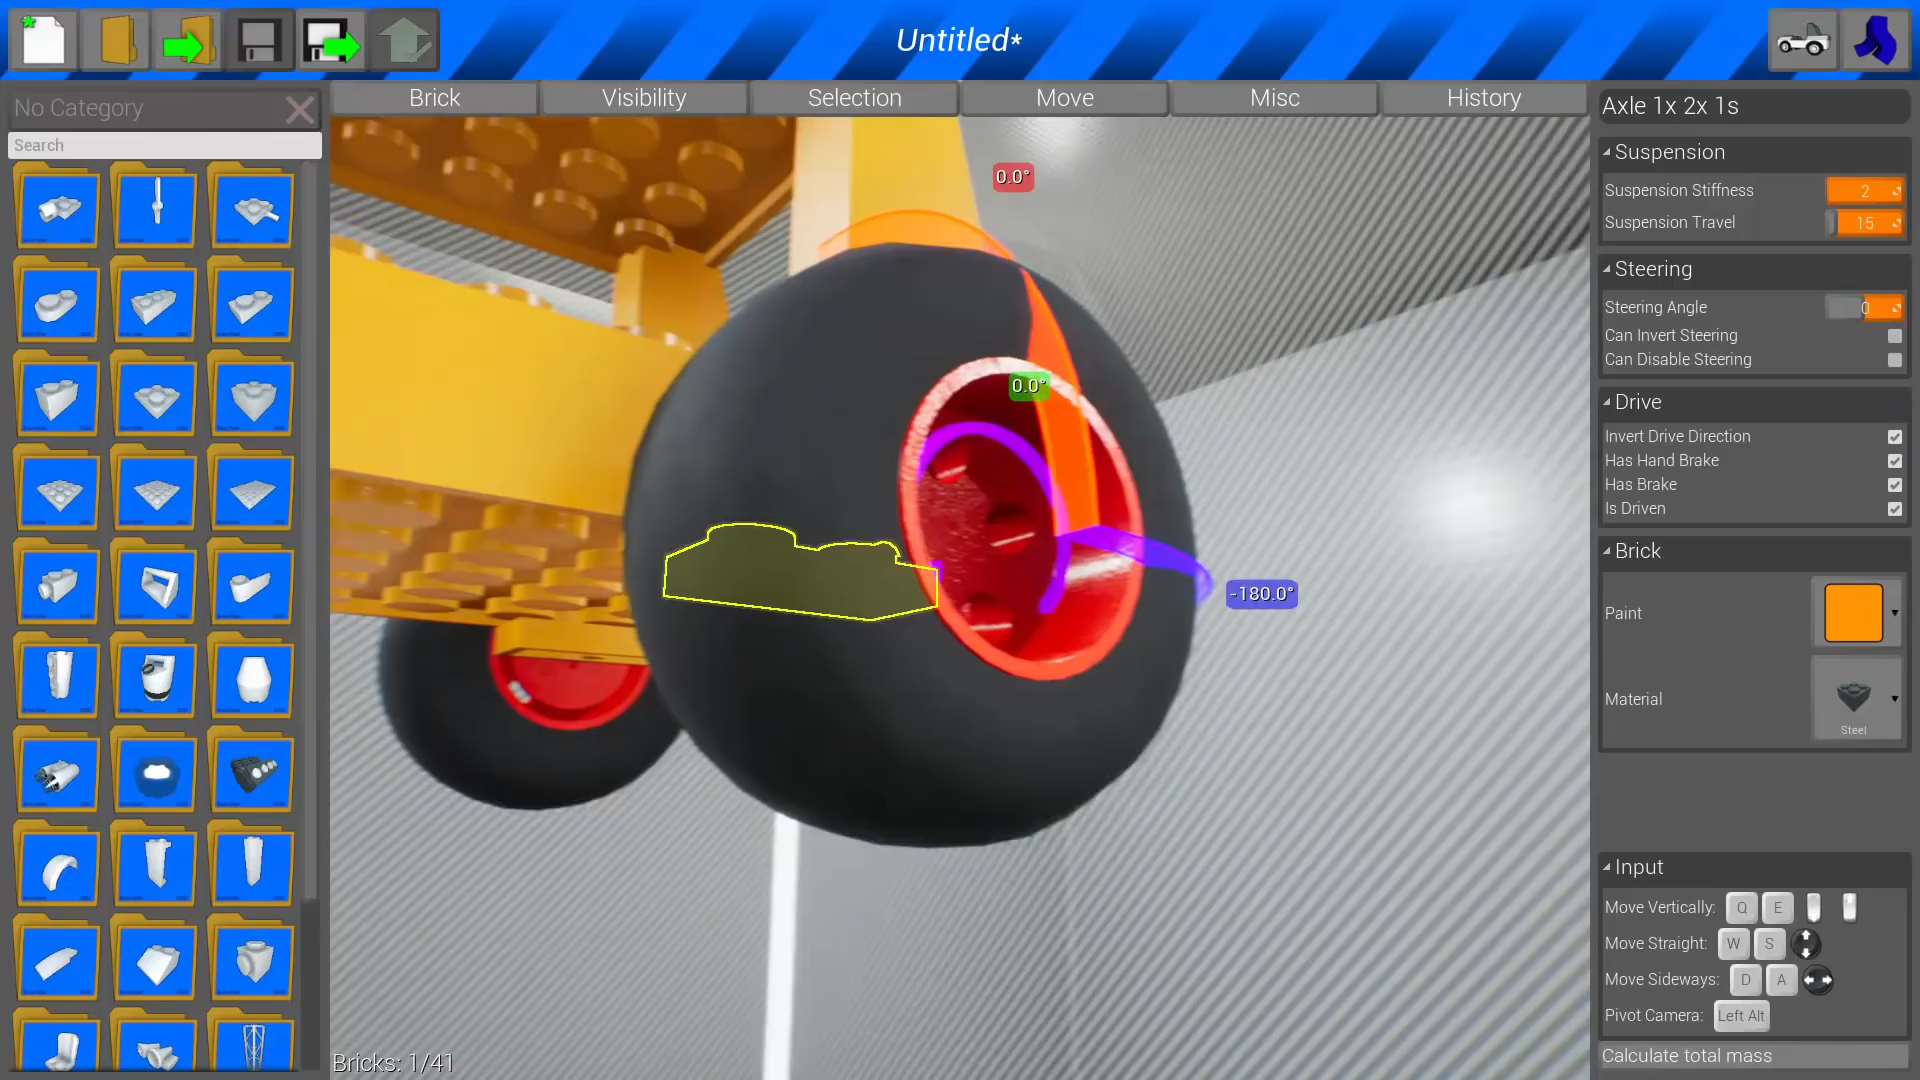 Untitled*
No Category
Search
Brick
Visibility
Selection
Move
Misc
History
0.0°
0.0°
-180.0°
Bricks: 1/41
Axle 1x 2x 1s
Suspension
Suspension Stiffness
2
Suspension Travel
15
Steering
Steering Angle
0
Can Invert Steering
Can Disable Steering
Drive
Invert Drive Direction
Has Hand Brake
Has Brake
Is Driven
Brick
Paint
Material
Steel
Input
Move Vertically: Q E
Move Straight: W S
Move Sideways: D A
Pivot Camera: Left Alt
Calculate total mass